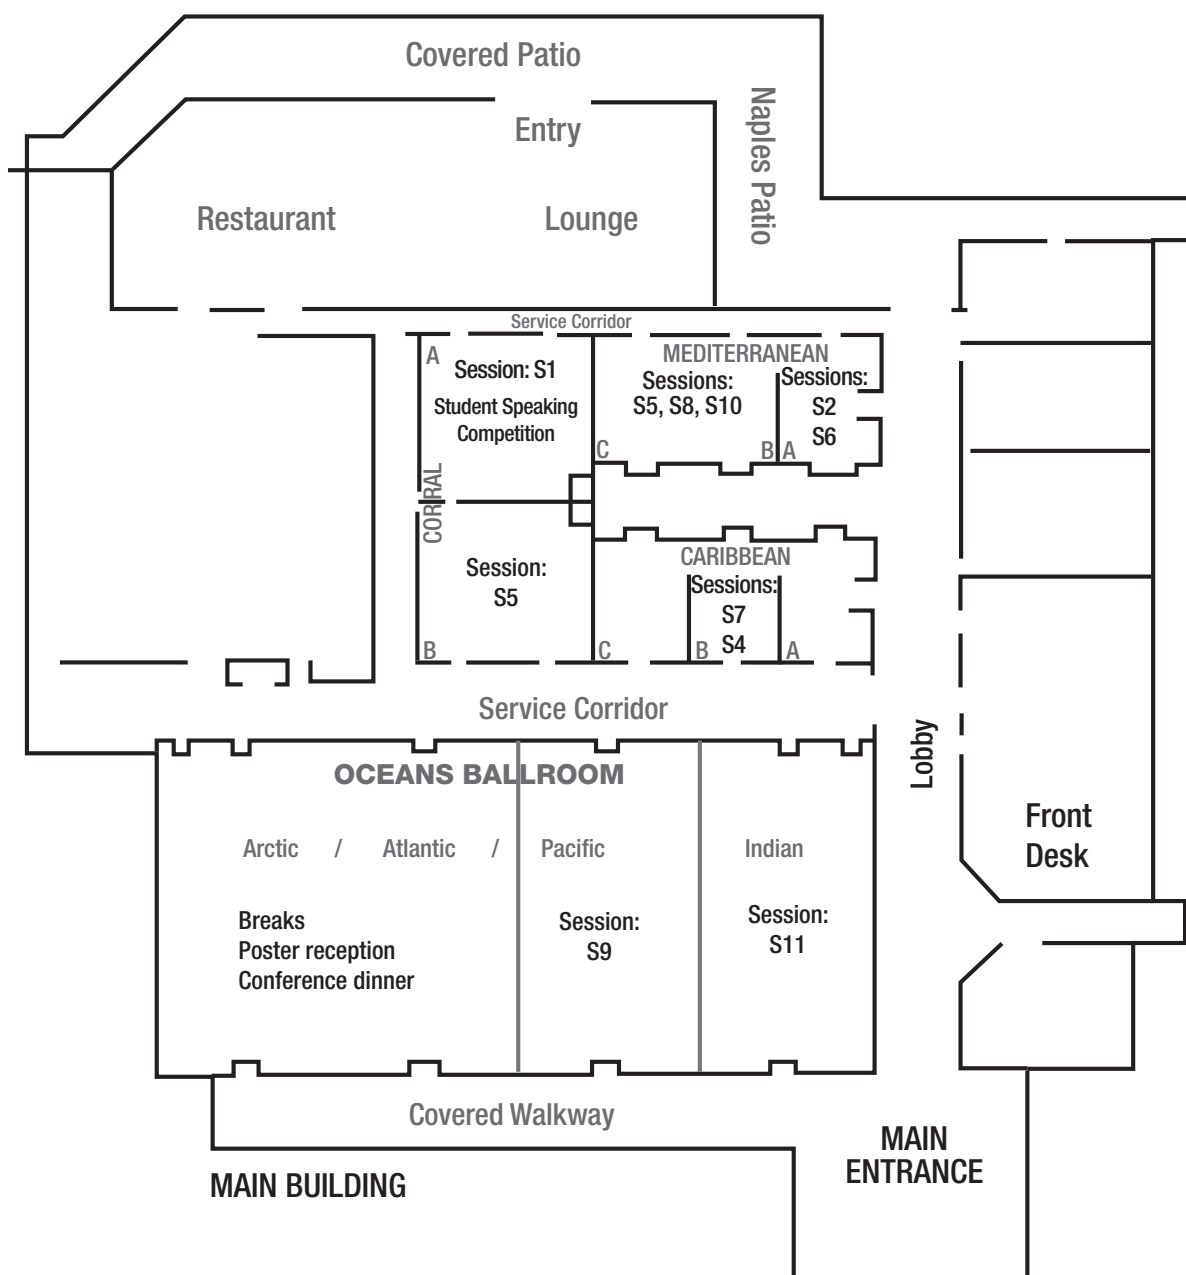 Covered Patio
Entry
Naples Patio
Restaurant
Lounge
Service Corridor
A
Session: S1
Student Speaking
Competition
CORRAL
MEDITERRANEAN
Sessions:
S5, S8, S10
C
B
Sessions:
S2
S6
A
Session:
S5
B
CARIBBEAN
Sessions:
S7
S4
C
B
A
Service Corridor
OCEANS BALLROOM
Arctic / Atlantic / Pacific
Indian
Breaks
Poster reception
Conference dinner
Session:
S9
Session:
S11
Lobby
Front
Desk
Covered Walkway
MAIN BUILDING
MAIN
ENTRANCE